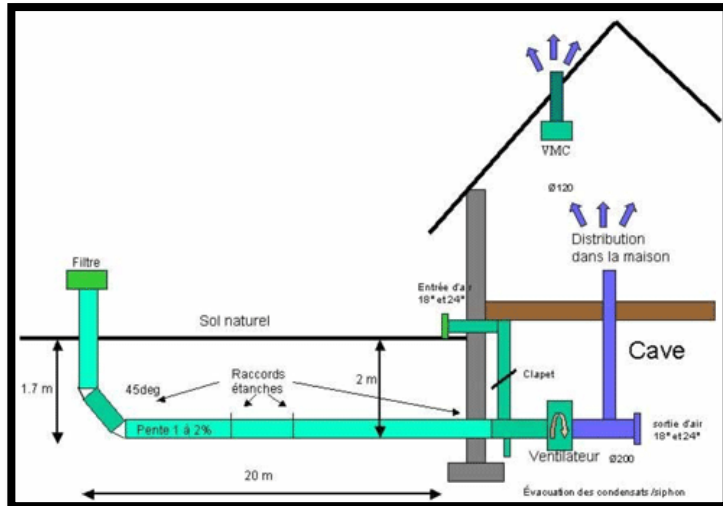 VMC
Ø120
Distribution
dans la maison
Filtre
Entrée d'air
18° et 24°
Sol naturel
Cave
1.7 m
45deg
Raccords
étanches
2 m
Clapet
Pente 1 à 2%
sortie d'air
18° et 24°
Ventilateur
Ø200
20 m
Évacuation des condensats /siphon